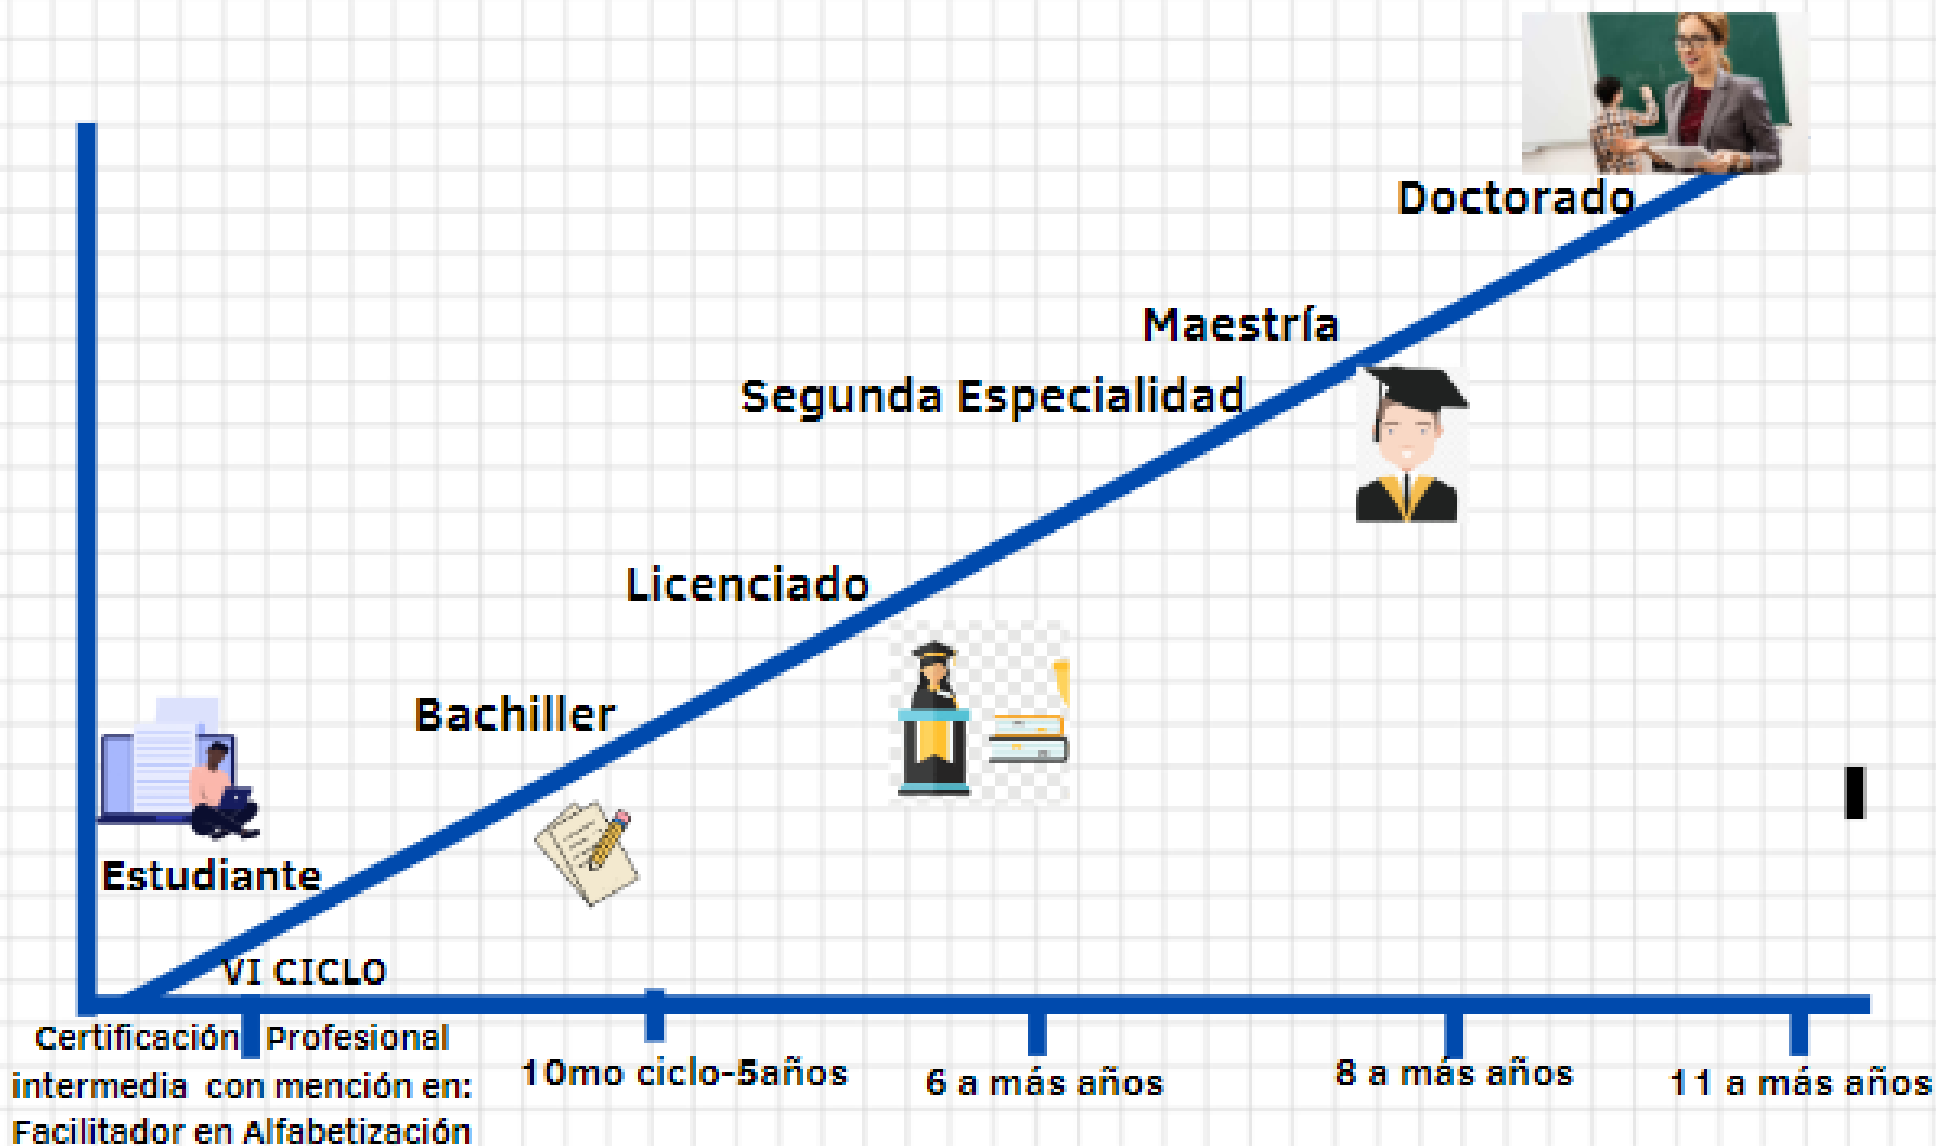 Doctorado
Maestría
Segunda Especialidad
Licenciado
Bachiller
Estudiante
VI CICLO
Certificación Profesional
intermedia con mención en:
Facilitador en Alfabetización
10mo ciclo-5años
6 a más años
8 a más años
11 a más años